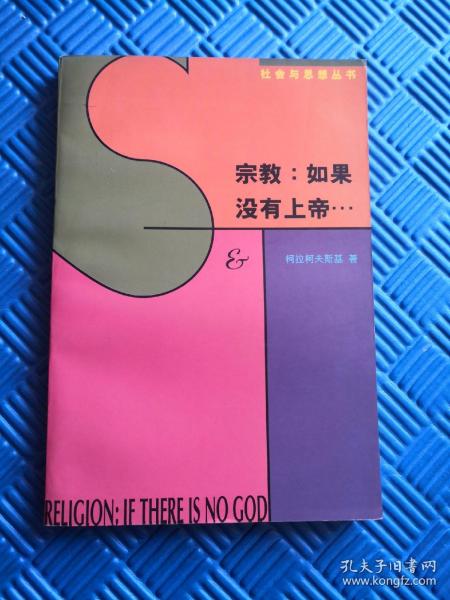 社会与思想丛书
宗教：如果
没有上帝…
&
柯拉柯夫斯基 著
RELIGION: IF THERE IS NO GOD
孔夫子旧书网
www.kongfz.com